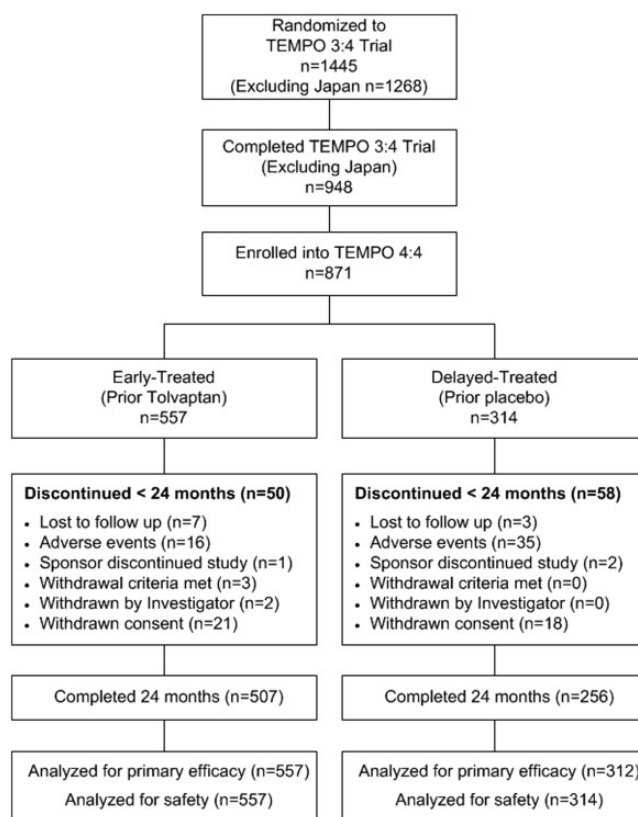 Randomized to
TEMPO 3:4 Trial
n=1445
(Excluding Japan n=1268)
Completed TEMPO 3:4 Trial
(Excluding Japan)
n=948
Enrolled into TEMPO 4:4
n=871
Early-Treated
(Prior Tolvaptan)
n=557
Delayed-Treated
(Prior placebo)
n=314
Discontinued < 24 months (n=50)
• Lost to follow up (n=7)
• Adverse events (n=16)
• Sponsor discontinued study (n=1)
• Withdrawal criteria met (n=3)
• Withdrawn by Investigator (n=2)
• Withdrawn consent (n=21)
Discontinued < 24 months (n=58)
• Lost to follow up (n=3)
• Adverse events (n=35)
• Sponsor discontinued study (n=2)
• Withdrawal criteria met (n=0)
• Withdrawn by Investigator (n=0)
• Withdrawn consent (n=18)
Completed 24 months (n=507)
Completed 24 months (n=256)
Analyzed for primary efficacy (n=557)
Analyzed for safety (n=557)
Analyzed for primary efficacy (n=312)
Analyzed for safety (n=314)